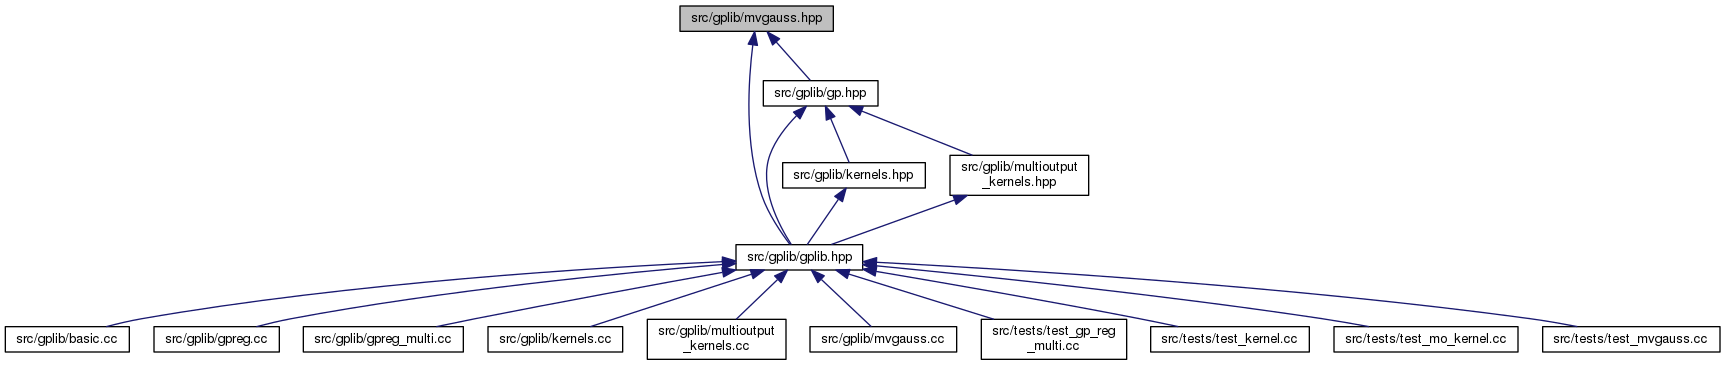 src/gplib/mvgauss.hpp
src/gplib/gp.hpp
src/gplib/kernels.hpp
src/gplib/multioutput
_kernels.hpp
src/gplib/gplib.hpp
src/gplib/basic.cc
src/gplib/gpreg.cc
src/gplib/gpreg_multi.cc
src/gplib/kernels.cc
src/gplib/multioutput
_kernels.cc
src/gplib/mvgauss.cc
src/tests/test_gp_reg
_multi.cc
src/tests/test_kernel.cc
src/tests/test_mo_kernel.cc
src/tests/test_mvgauss.cc